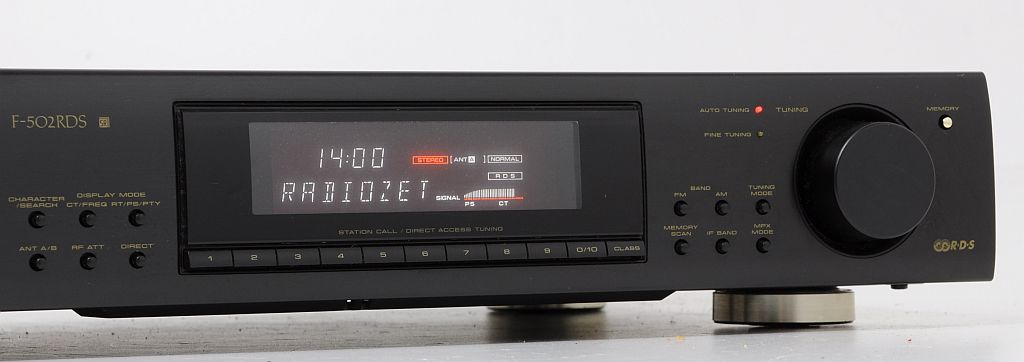 F-502RDS
CHARACTER
/SEARCH
DISPLAY MODE
CT/FREQ RT/PS/PTY
ANT A/B RF ATT DIRECT
14:00 STEREO [ANT A ] NORMAL
RDS
RADIOZET SIGNAL
PS CT
STATION CALL / DIRECT ACCESS TUNING
1 2 3 4 5 6 7 8 9 0/10 CLASS
AUTO TUNING TUNING
FINE TUNING
MEMORY
BAND
FM AM
TUNING
MODE
MEMORY
SCAN
IF BAND
MPX
MODE
R·D·S